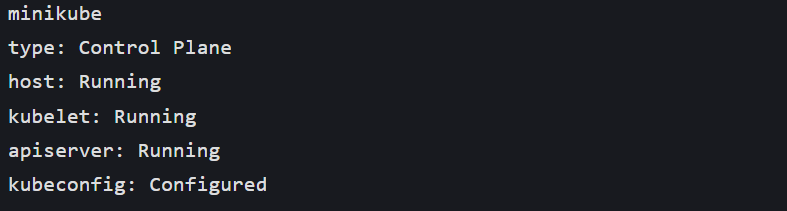 minikube
type: Control Plane
host: Running
kubelet: Running
apiserver: Running
kubeconfig: Configured